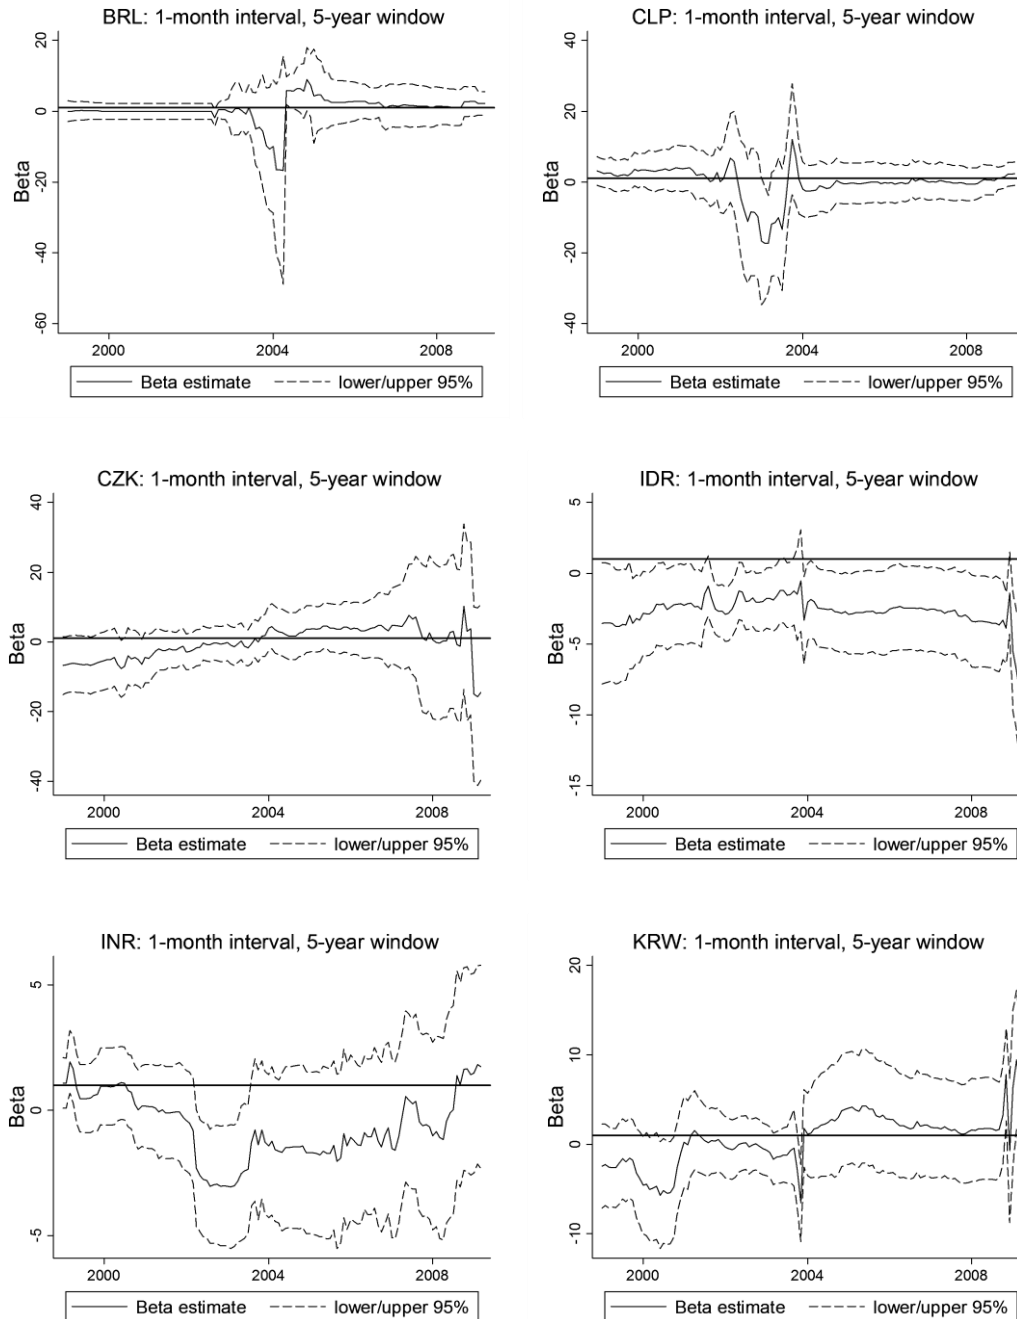 BRL: 1-month interval, 5-year window
20
0
-20
-40
-60
Beta
2000 2004 2008
Beta estimate lower/upper 95%
CLP: 1-month interval, 5-year window
40
20
0
-20
-40
Beta
2000 2004 2008
Beta estimate lower/upper 95%
CZK: 1-month interval, 5-year window
40
20
0
-20
-40
Beta
2000 2004 2008
Beta estimate lower/upper 95%
IDR: 1-month interval, 5-year window
5
0
-5
-10
-15
Beta
2000 2004 2008
Beta estimate lower/upper 95%
INR: 1-month interval, 5-year window
5
0
-5
Beta
2000 2004 2008
Beta estimate lower/upper 95%
KRW: 1-month interval, 5-year window
20
10
0
-10
Beta
2000 2004 2008
Beta estimate lower/upper 95%